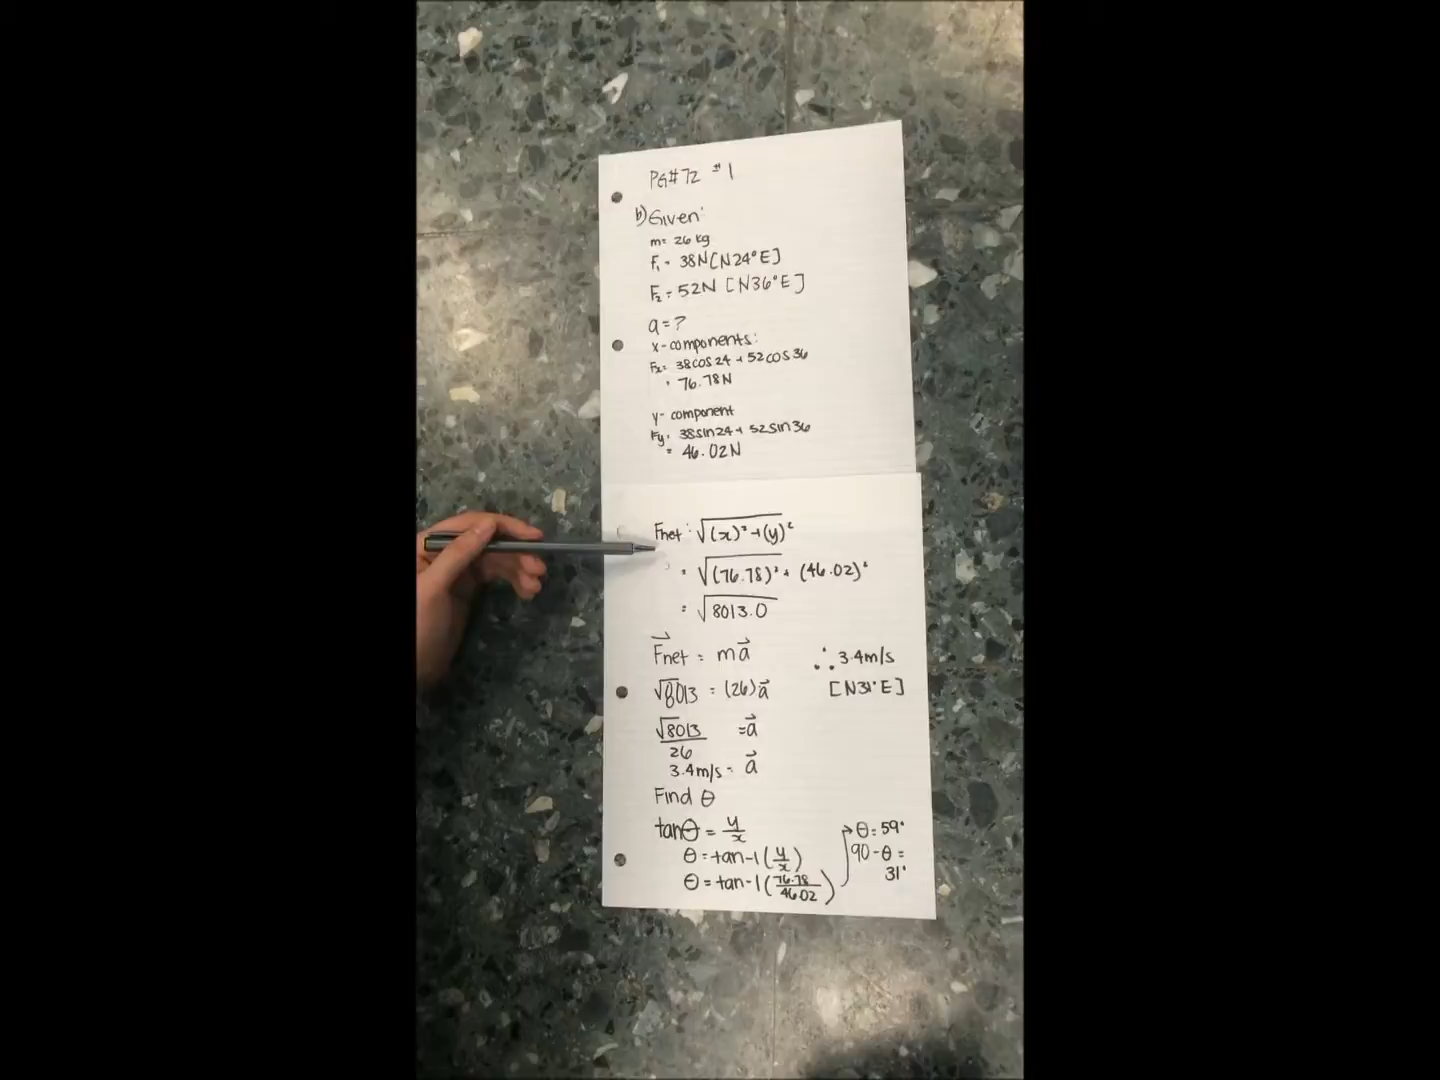 PG#72 #1
b) Given:
m= 26 kg
F₁ = 38N [N24°E]
F₂ = 52N [N36°E]
a = ?
x-components:
Fx= 38cos24 + 52cos36
= 76.78N
y- component
Fy= 38sin24 + 52sin36
= 46.02N
Fnet: √(x)² + (y)²
= √(76.78)² + (46.02)²
= √8013.0
F⃗net = ma⃗
∴ 3.4m/s
√8013 = (26)a⃗
[N31°E]
√8013 = a⃗
26
3.4m/s = a⃗
Find θ
tanθ = y/x
θ = tan-1(y/x)
θ = tan-1(76.78/46.02)
→ θ = 59°
90 - θ =
31°